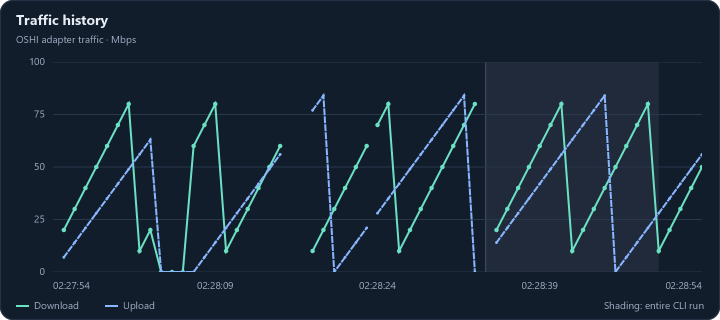 Traffic history
OSHI adapter traffic · Mbps
100
75
50
25
0
02:27:54 02:28:09 02:28:24 02:28:39 02:28:54
Download Upload Shading: entire CLI run